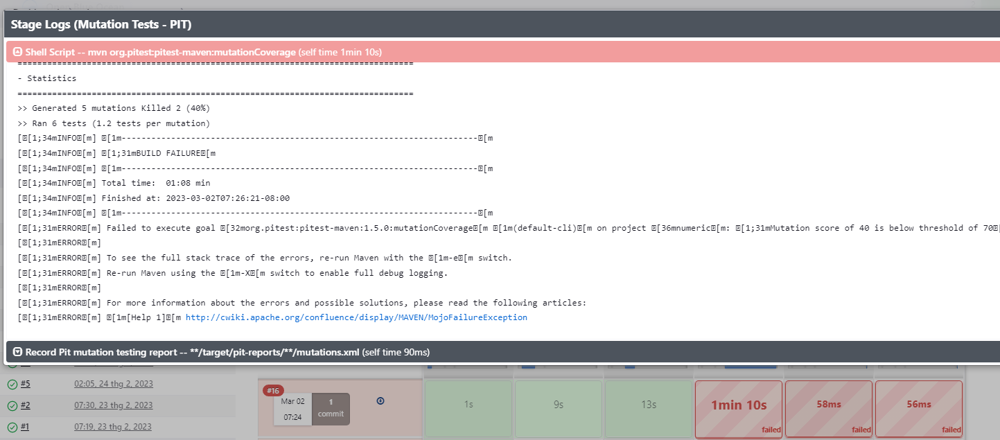 Stage Logs (Mutation Tests - PIT)
Shell Script -- mvn org.pitest:pitest-maven:mutationCoverage (self time 1min 10s)
================================================================================
- Statistics
================================================================================
>> Generated 5 mutations Killed 2 (40%)
>> Ran 6 tests (1.2 tests per mutation)
[�[1;34mINFO�[m] �[1m------------------------------------------------------------------------�[m
[�[1;34mINFO�[m] �[1;31mBUILD FAILURE�[m
[�[1;34mINFO�[m] �[1m------------------------------------------------------------------------�[m
[�[1;34mINFO�[m] Total time:  01:08 min
[�[1;34mINFO�[m] Finished at: 2023-03-02T07:26:21-08:00
[�[1;34mINFO�[m] �[1m------------------------------------------------------------------------�[m
[�[1;31mERROR�[m] Failed to execute goal �[32morg.pitest:pitest-maven:1.5.0:mutationCoverage�[m �[1m(default-cli)�[m on project �[36mnumeric�[m: �[1;31mMutation score of 40 is below threshold of 70�[
[�[1;31mERROR�[m]
[�[1;31mERROR�[m] To see the full stack trace of the errors, re-run Maven with the �[1m-e�[m switch.
[�[1;31mERROR�[m] Re-run Maven using the �[1m-X�[m switch to enable full debug logging.
[�[1;31mERROR�[m]
[�[1;31mERROR�[m] For more information about the errors and possible solutions, please read the following articles:
[�[1;31mERROR�[m] �[1m[Help 1]�[m http://cwiki.apache.org/confluence/display/MAVEN/MojoFailureException
Record Pit mutation testing report -- **/target/pit-reports/**/mutations.xml (self time 90ms)
#5 02:05, 24 thg 2, 2023
#2 07:30, 23 thg 2, 2023
#1 07:19, 23 thg 2, 2023
#16
Mar 02
07:24
1
commit
1s
9s
13s
1min 10s
failed
58ms
failed
56ms
failed